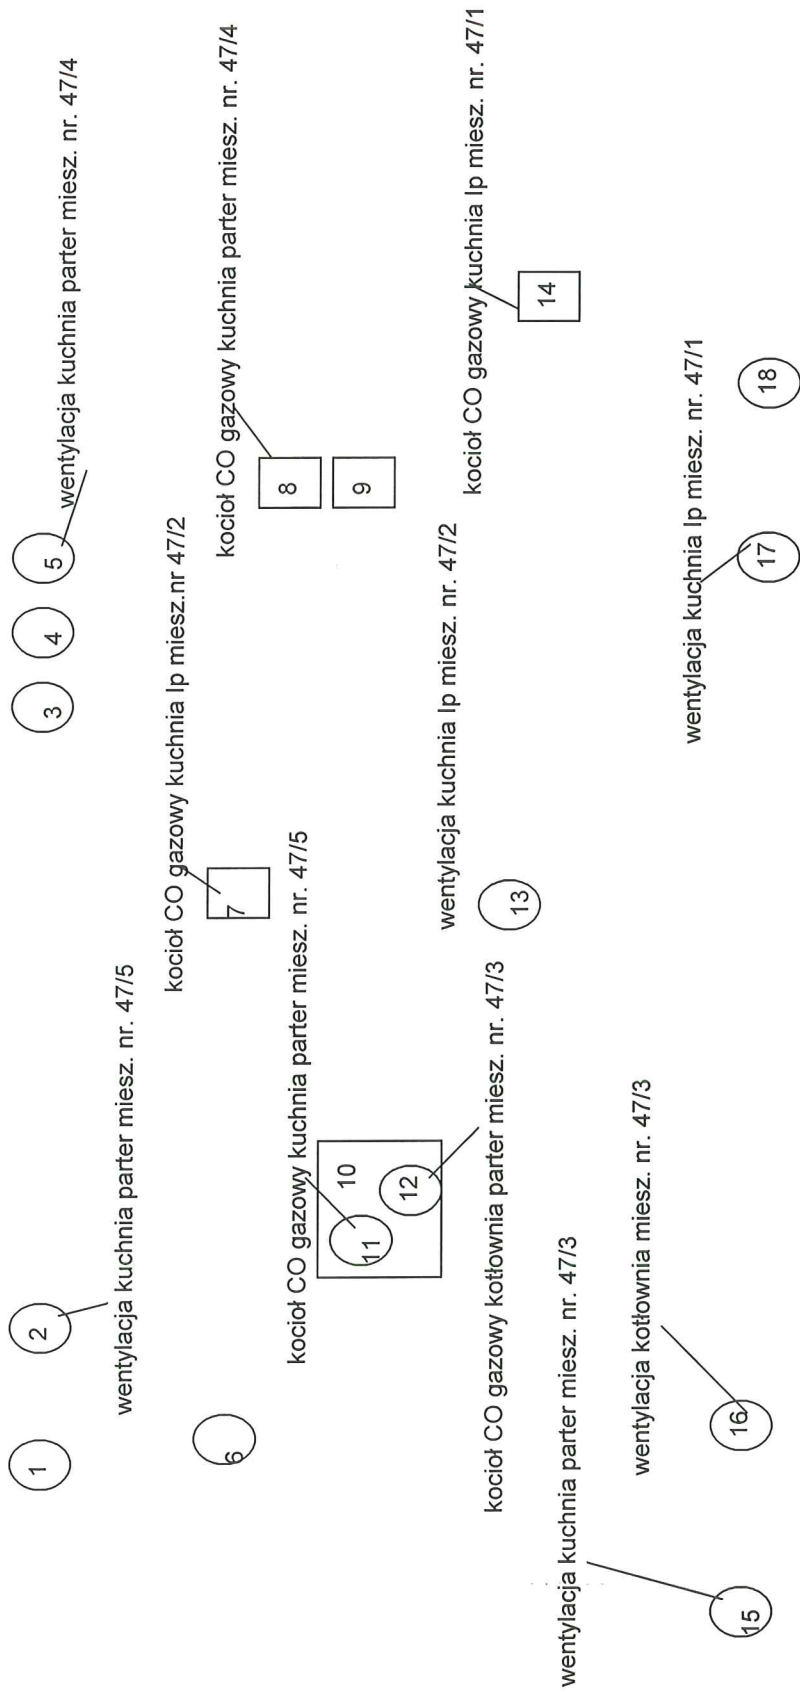 1
2
wentylacja kuchnia parter miesz. nr. 47/5
3
4
5
wentylacja kuchnia parter miesz. nr. 47/4
6
kocioł CO gazowy kuchnia Ip miesz.nr 47/2
7
kocioł CO gazowy kuchnia parter miesz. nr. 47/4
8
9
kocioł CO gazowy kuchnia parter miesz. nr. 47/5
10
11
12
kocioł CO gazowy kotłownia parter miesz. nr. 47/3
wentylacja kuchnia Ip miesz. nr. 47/2
13
kocioł CO gazowy kuchnia Ip miesz. nr. 47/1
14
wentylacja kuchnia parter miesz. nr. 47/3
15
wentylacja kotłownia miesz. nr. 47/3
16
wentylacja kuchnia Ip miesz. nr. 47/1
17
18